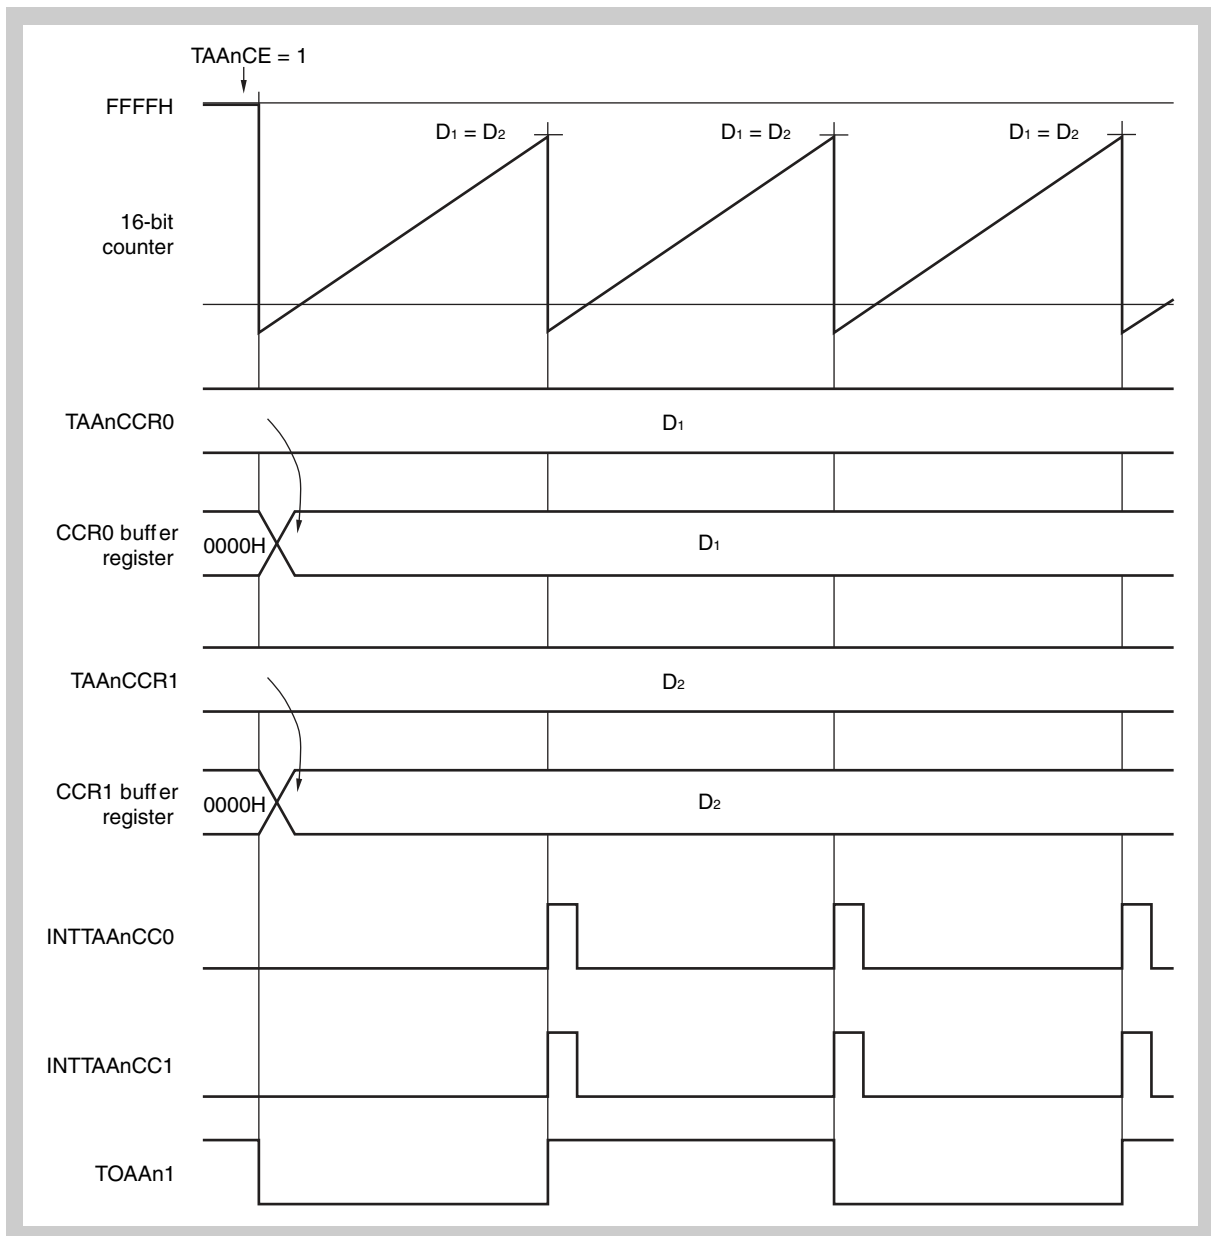 TAAnCE = 1
FFFFH
D1 = D2
D1 = D2
D1 = D2
16-bit
counter
TAAnCCR0
D1
CCR0 buffer
register
0000H
D1
TAAnCCR1
D2
CCR1 buffer
register
0000H
D2
INTTAAnCC0
INTTAAnCC1
TOAAn1